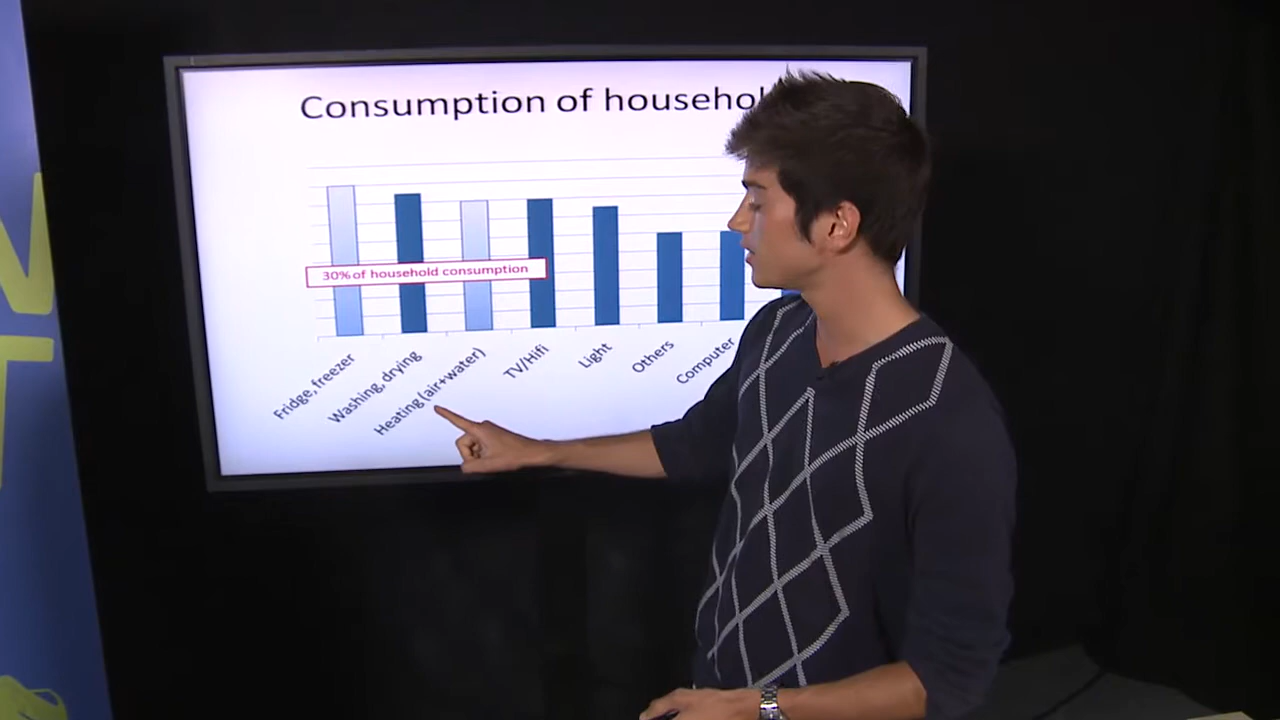 Consumption of househol
30% of household consumption
Fridge, freezer
Washing, drying
Heating (air+water)
TV/Hifi
Light
Others
Computer